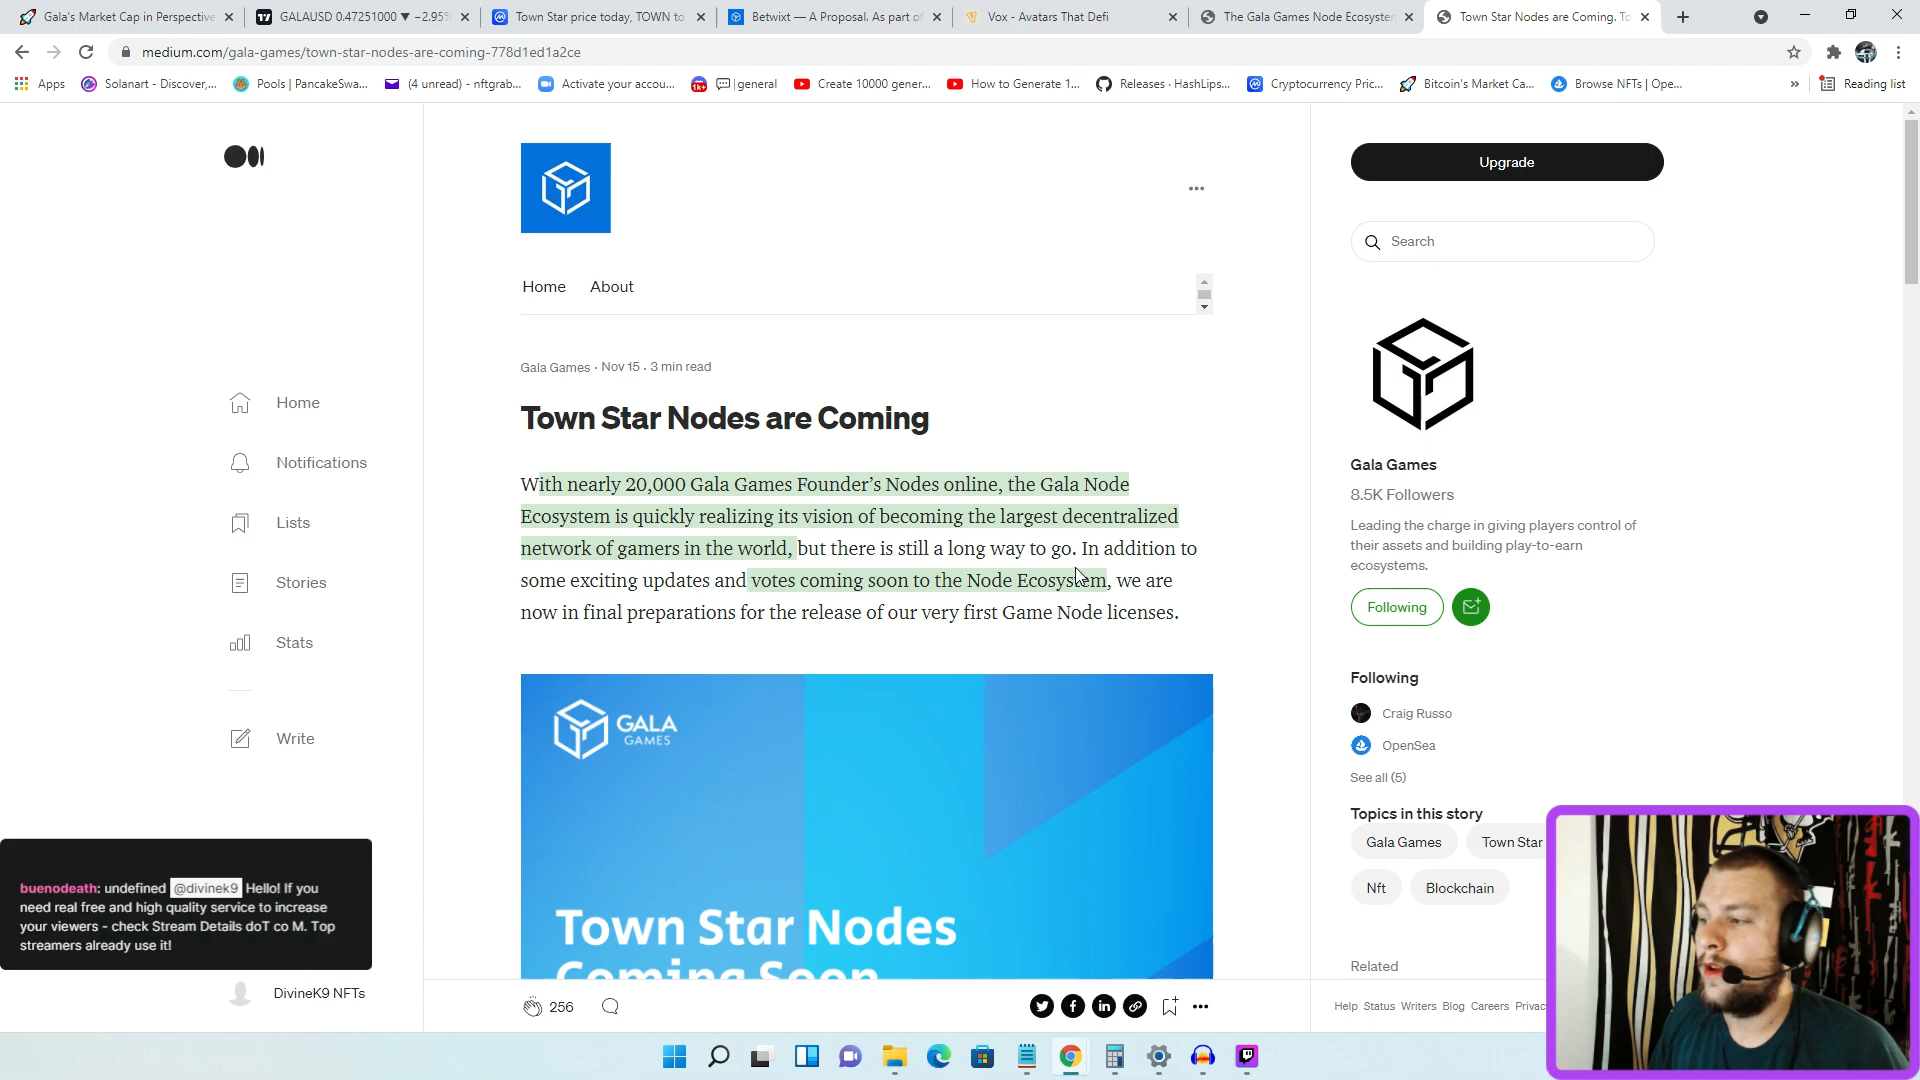 Gala's Market Cap in Perspective
GALAUSD 0.47251000 ▼ −2.95%
Town Star price today, TOWN to
Betwixt — A Proposal. As part of
Vox - Avatars That Defi
The Gala Games Node Ecosystem
Town Star Nodes are Coming. To
medium.com/gala-games/town-star-nodes-are-coming-778d1ed1a2ce
Apps
Solanart - Discover,...
Pools | PancakeSwa...
(4 unread) - nftgrab...
Activate your accou...
1k+
|general
Create 10000 gener...
How to Generate 1...
Releases · HashLips...
Cryptocurrency Pric...
Bitcoin's Market Ca...
Browse NFTs | Ope...
»
Reading list
Home
Notifications
Lists
Stories
Stats
Write
DivineK9 NFTs
buenodeath: undefined @divinek9 Hello! If you
need real free and high quality service to increase
your viewers - check Stream Details doT co M. Top
streamers already use it!
Home
About
Gala Games · Nov 15 . 3 min read
Town Star Nodes are Coming
With nearly 20,000 Gala Games Founder’s Nodes online, the Gala Node
Ecosystem is quickly realizing its vision of becoming the largest decentralized
network of gamers in the world, but there is still a long way to go. In addition to
some exciting updates and votes coming soon to the Node Ecosystem, we are
now in final preparations for the release of our very first Game Node licenses.
GALA
GAMES
Town Star Nodes
Coming Soon
256
Upgrade
Search
Gala Games
8.5K Followers
Leading the charge in giving players control of
their assets and building play-to-earn
ecosystems.
Following
Following
Craig Russo
OpenSea
See all (5)
Topics in this story
Gala Games
Town Star
Nft
Blockchain
Related
Help Status Writers Blog Careers Privac